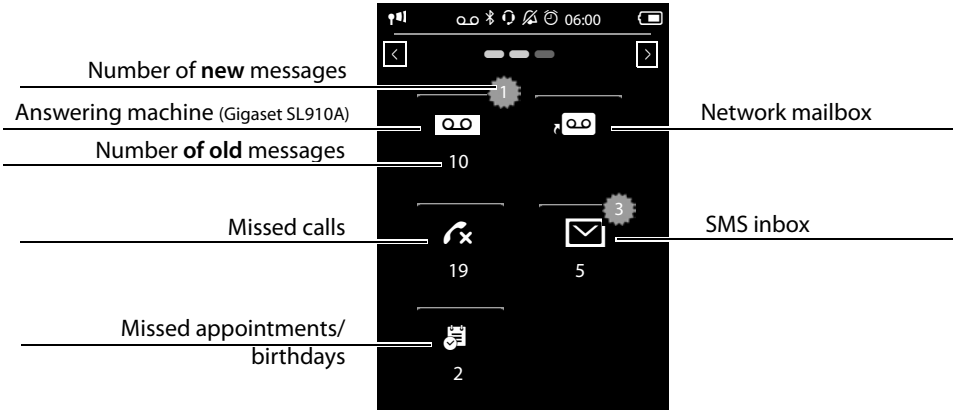 06:00
Number of new messages
1
Answering machine (Gigaset SL910A)
Network mailbox
Number of old messages
10
3
Missed calls
SMS inbox
19
5
Missed appointments/
birthdays
2